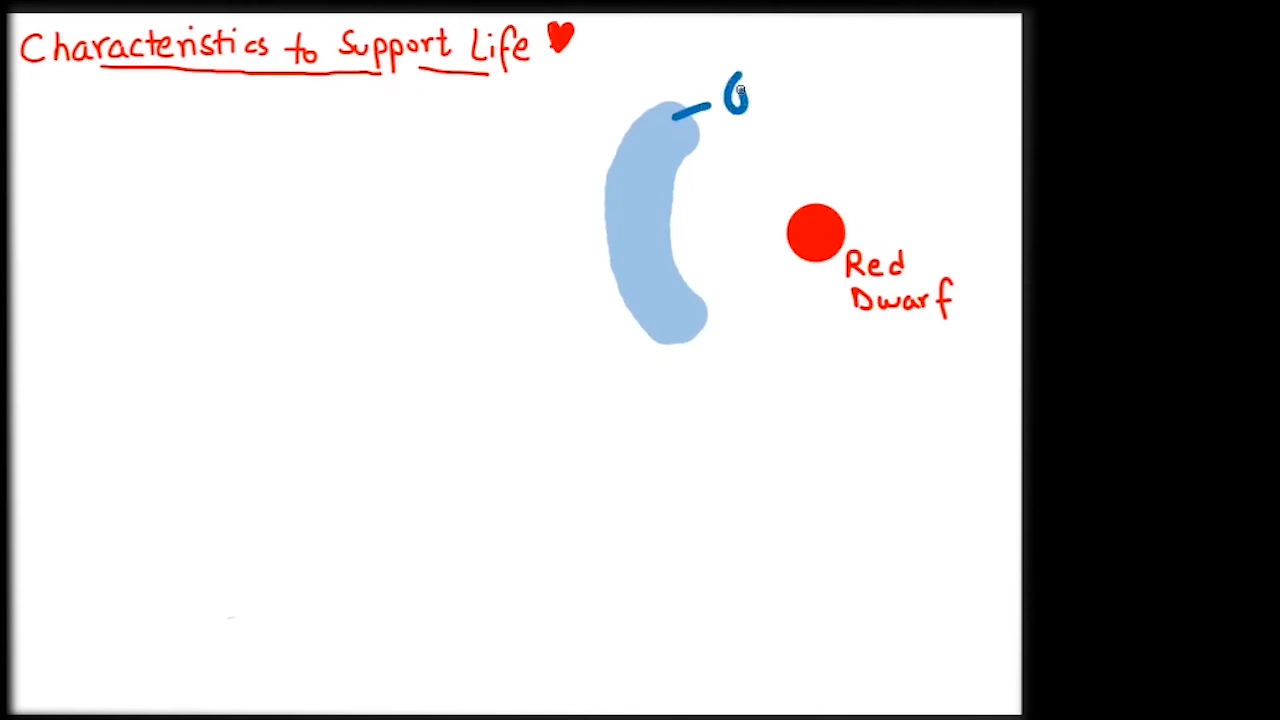 Characteristics to Support Life ♥
Red
Dwarf